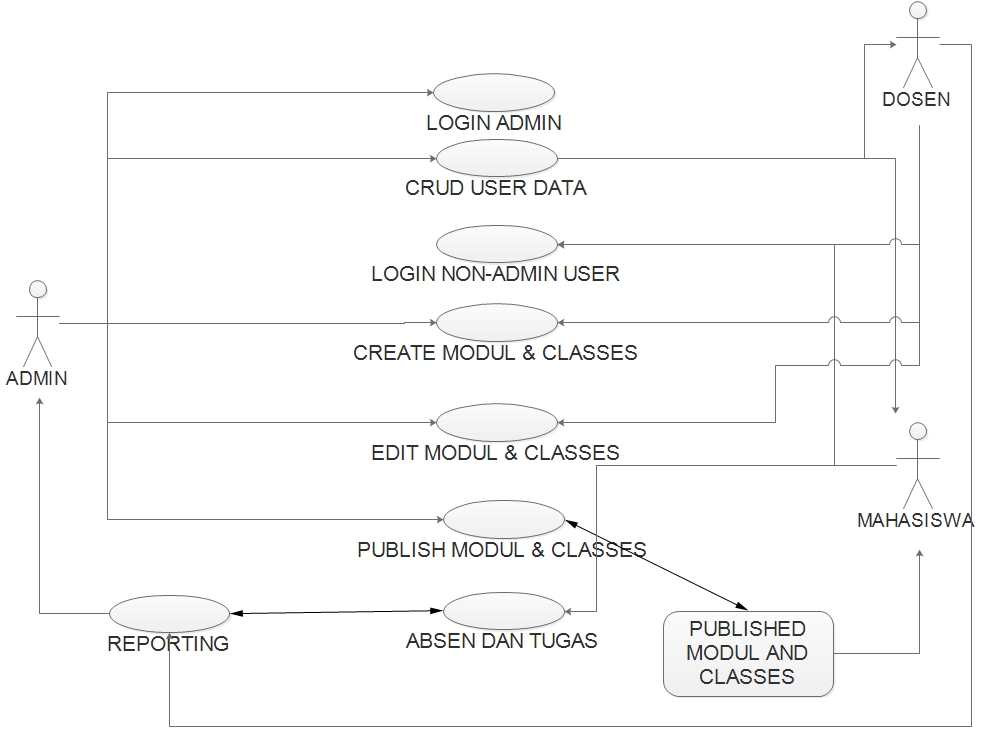 DOSEN
LOGIN ADMIN
CRUD USER DATA
LOGIN NON-ADMIN USER
CREATE MODUL & CLASSES
ADMIN
EDIT MODUL & CLASSES
MAHASISWA
PUBLISH MODUL & CLASSES
REPORTING
ABSEN DAN TUGAS
PUBLISHED
MODUL AND
CLASSES